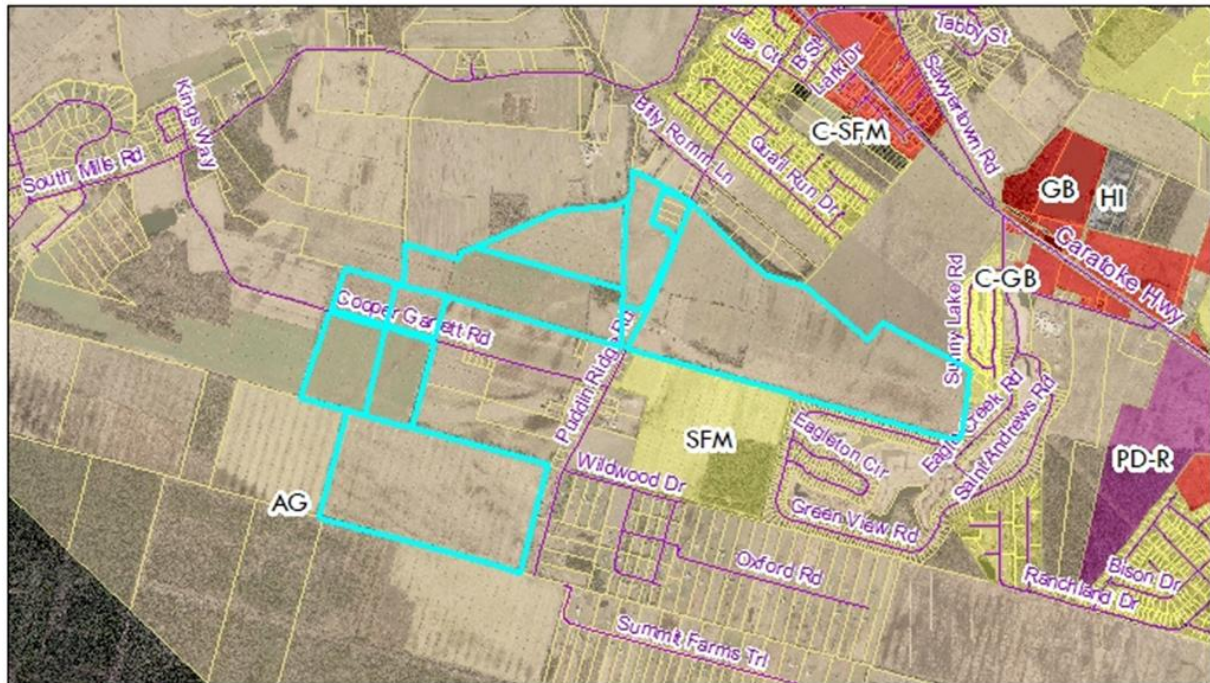 Tabby St
Jaa Ct
Lark Dr
Sawyertown Rd
Kings Way
Billy Romm Ln
C-SFM
Quail Run Dr
South Mills Rd
GB
HI
Caratoke Hwy
C-GB
Sunny Lake Rd
Cooper Garrett Rd
Puddin Ridge Rd
SFM
Eagleton Cir
Eagle Creek Rd
Saint Andrews Rd
PD-R
Wildwood Dr
AG
Green View Rd
Oxford Rd
Bison Dr
Ranchland Dr
Summit Farms Trl